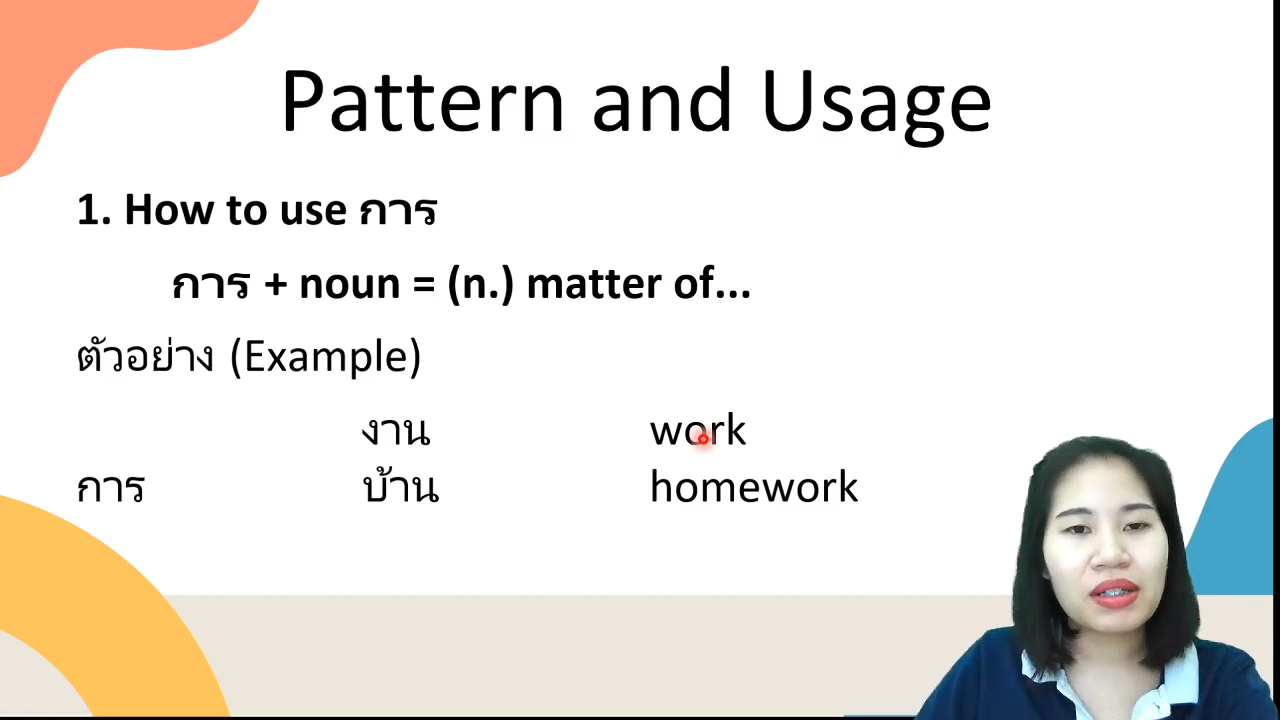 Pattern and Usage
1. How to use การ
การ + noun = (n.) matter of...
ตัวอย่าง (Example)
งาน work
การ บ้าน homework